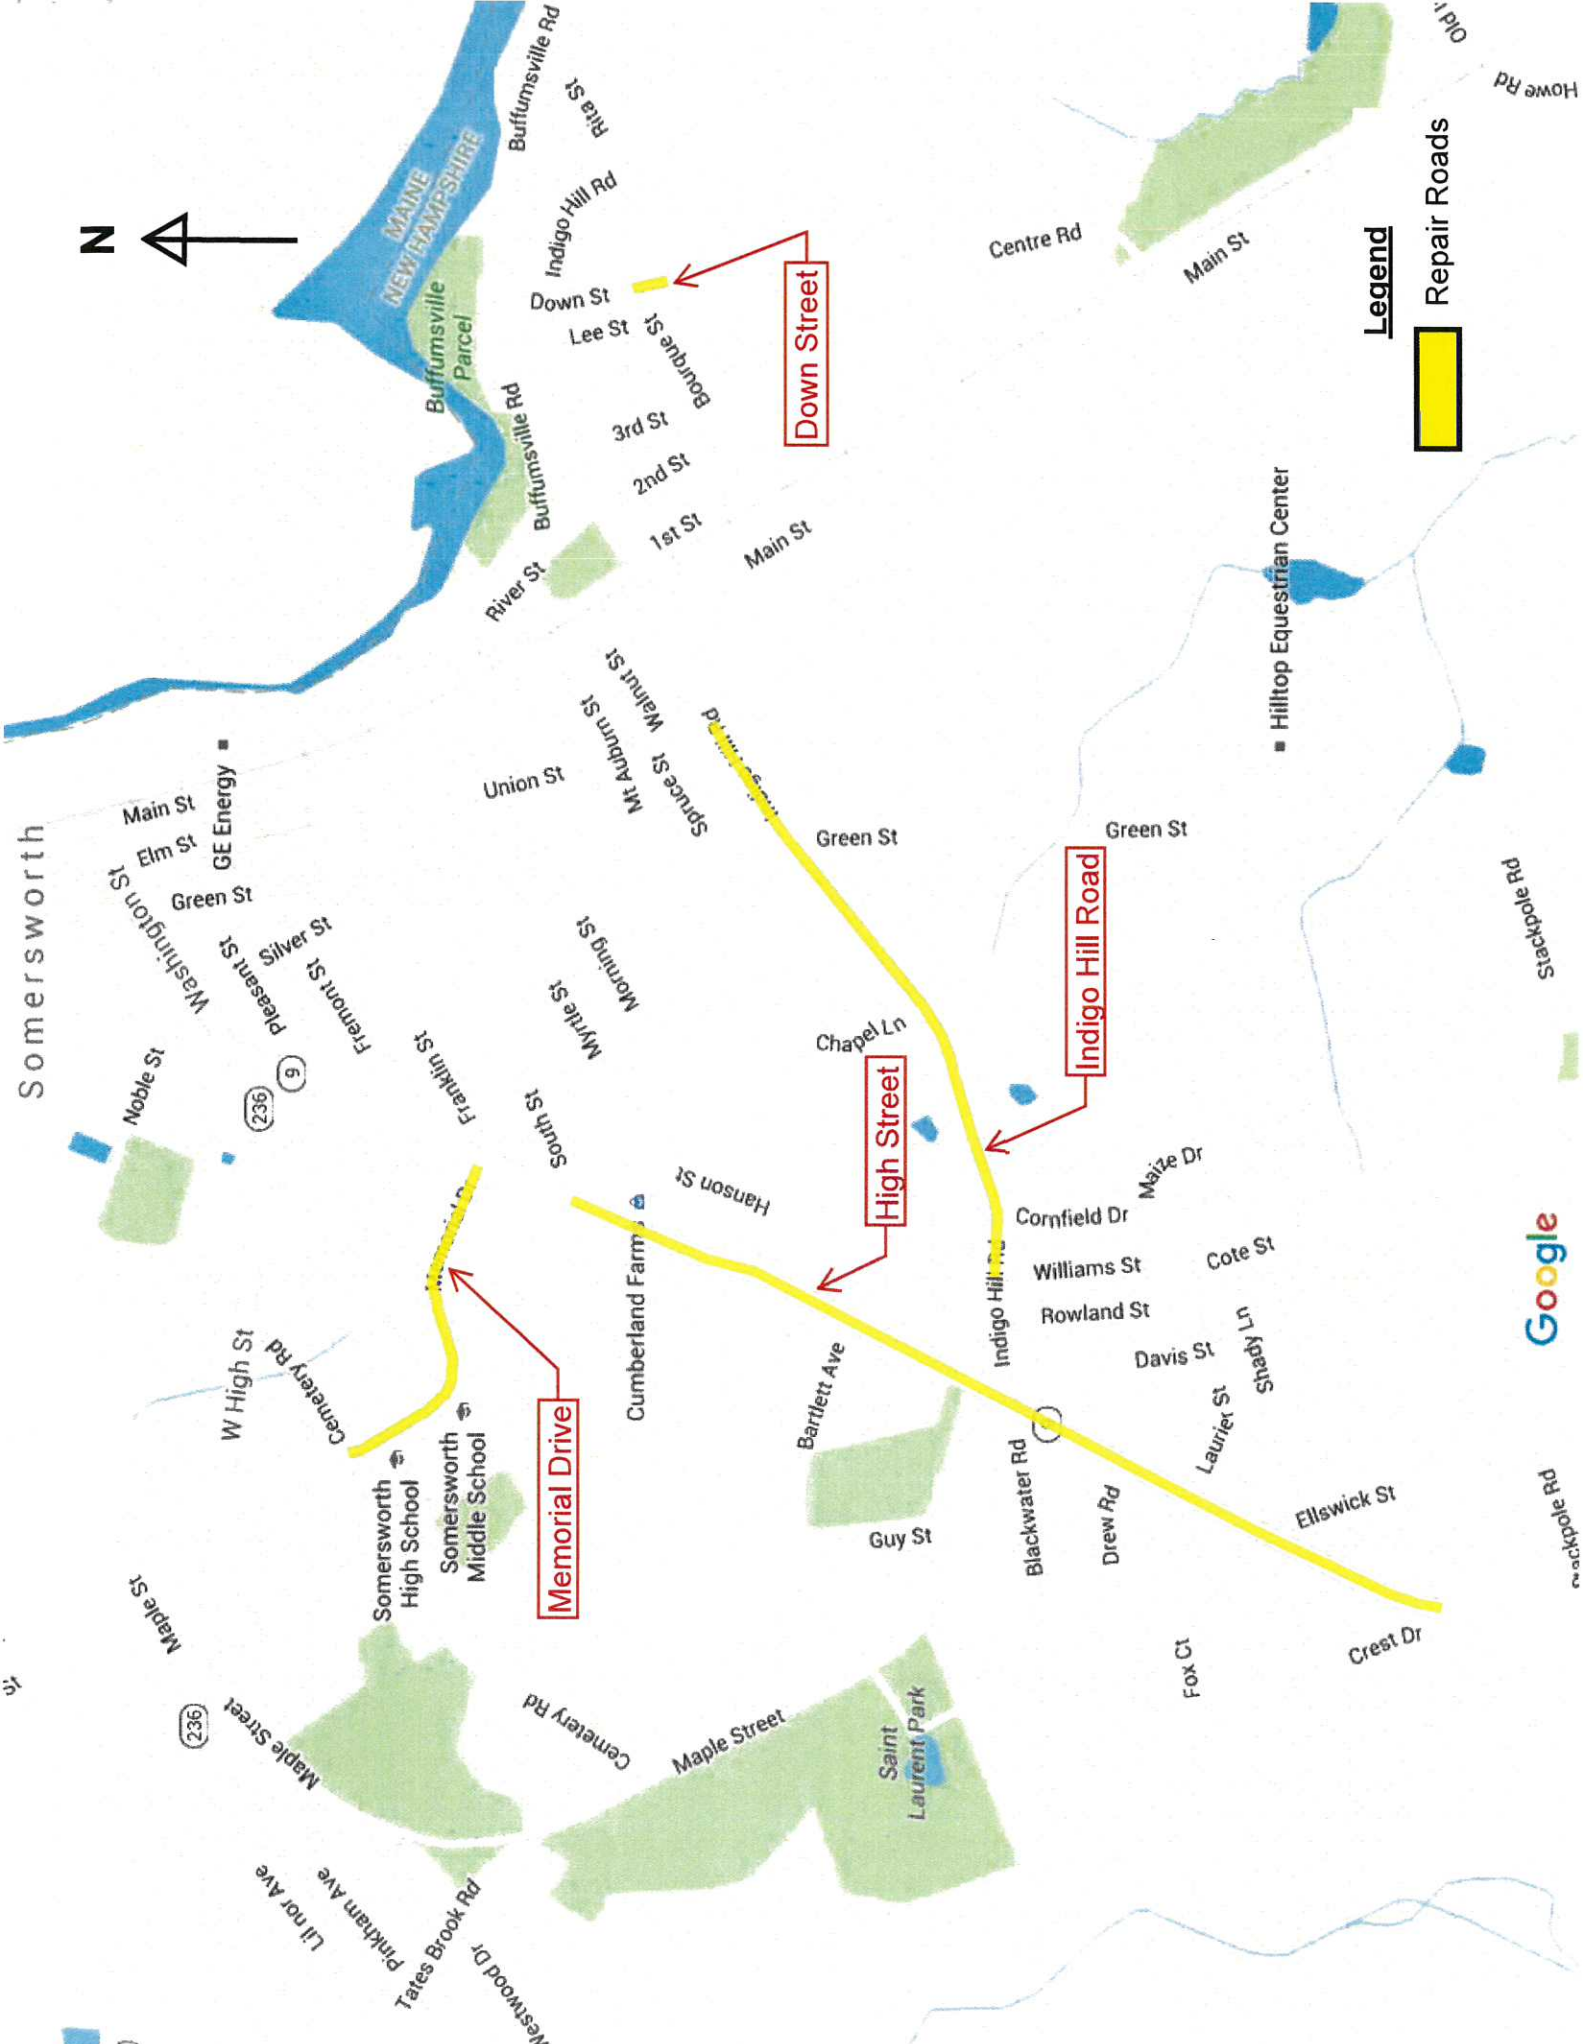 Somersworth
N
MAINE
NEW HAMPSHIRE
Buffumsville Rd
Rita St
Indigo Hill Rd
Buffumsville
Parcel
Down St
Lee St
Bourque St
Buffumsville Rd
3rd St
2nd St
1st St
Main St
River St
Down Street
Centre Rd
Main St
Howe Rd
Legend
Repair Roads
Hilltop Equestrian Center
Main St
Elm St
GE Energy
Washington St
Green St
Pleasant St
Silver St
Fremont St
Union St
Mt Auburn St
Walnut St
Spruce St
Green St
Green St
Noble St
236
9
Franklin St
Myrtle St
Morning St
South St
Chapel Ln
Indigo Hill Road
High Street
Hanson St
Cumberland Farms
Stackpole Rd
W High St
Cemetery Rd
Memorial Dr
Memorial Drive
Somersworth
High School
Somersworth
Middle School
Bartlett Ave
Guy St
Indigo Hill Rd
Cornfield Dr
Maize Dr
Williams St
Cote St
Rowland St
Davis St
Shady Ln
Laurier St
Blackwater Rd
Drew Rd
Ellswick St
Crest Dr
Fox Ct
Google
Maple St
St
236
Maple Street
Cemetery Rd
Maple Street
Saint
Laurent Park
Pinkham Ave
Tates Brook Rd